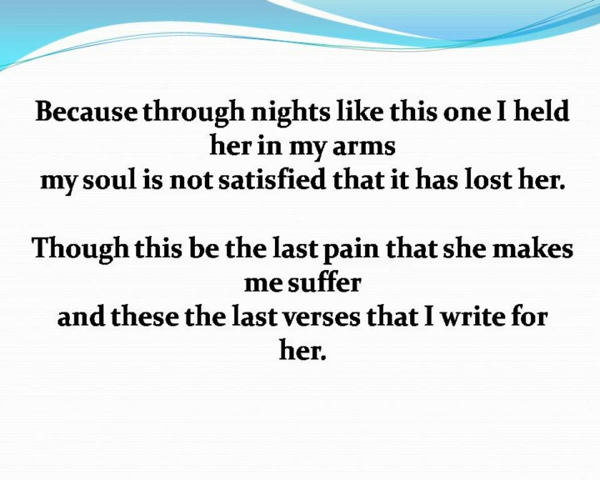 Because through nights like this one I held
her in my arms
my soul is not satisfied that it has lost her.
Though this be the last pain that she makes
me suffer
and these the last verses that I write for
her.